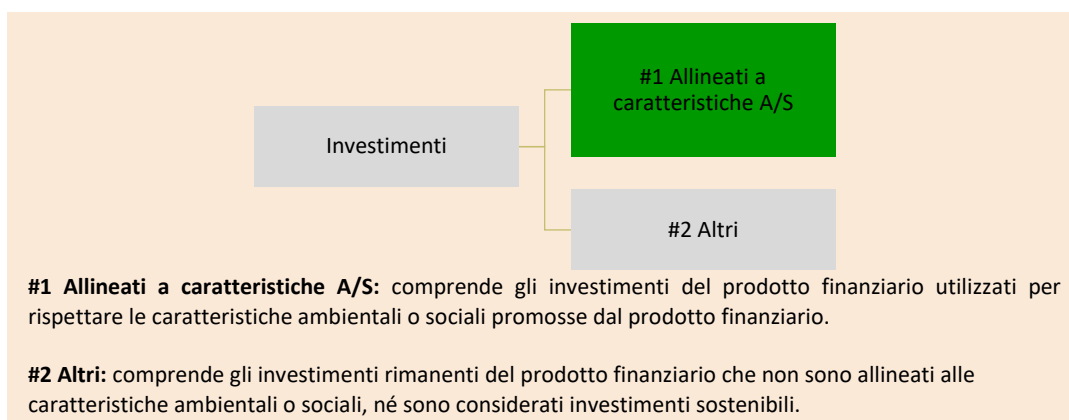 #1 Allineati a
caratteristiche A/S
Investimenti
#2 Altri
#1 Allineati a caratteristiche A/S: comprende gli investimenti del prodotto finanziario utilizzati per
rispettare le caratteristiche ambientali o sociali promosse dal prodotto finanziario.
#2 Altri: comprende gli investimenti rimanenti del prodotto finanziario che non sono allineati alle
caratteristiche ambientali o sociali, né sono considerati investimenti sostenibili.